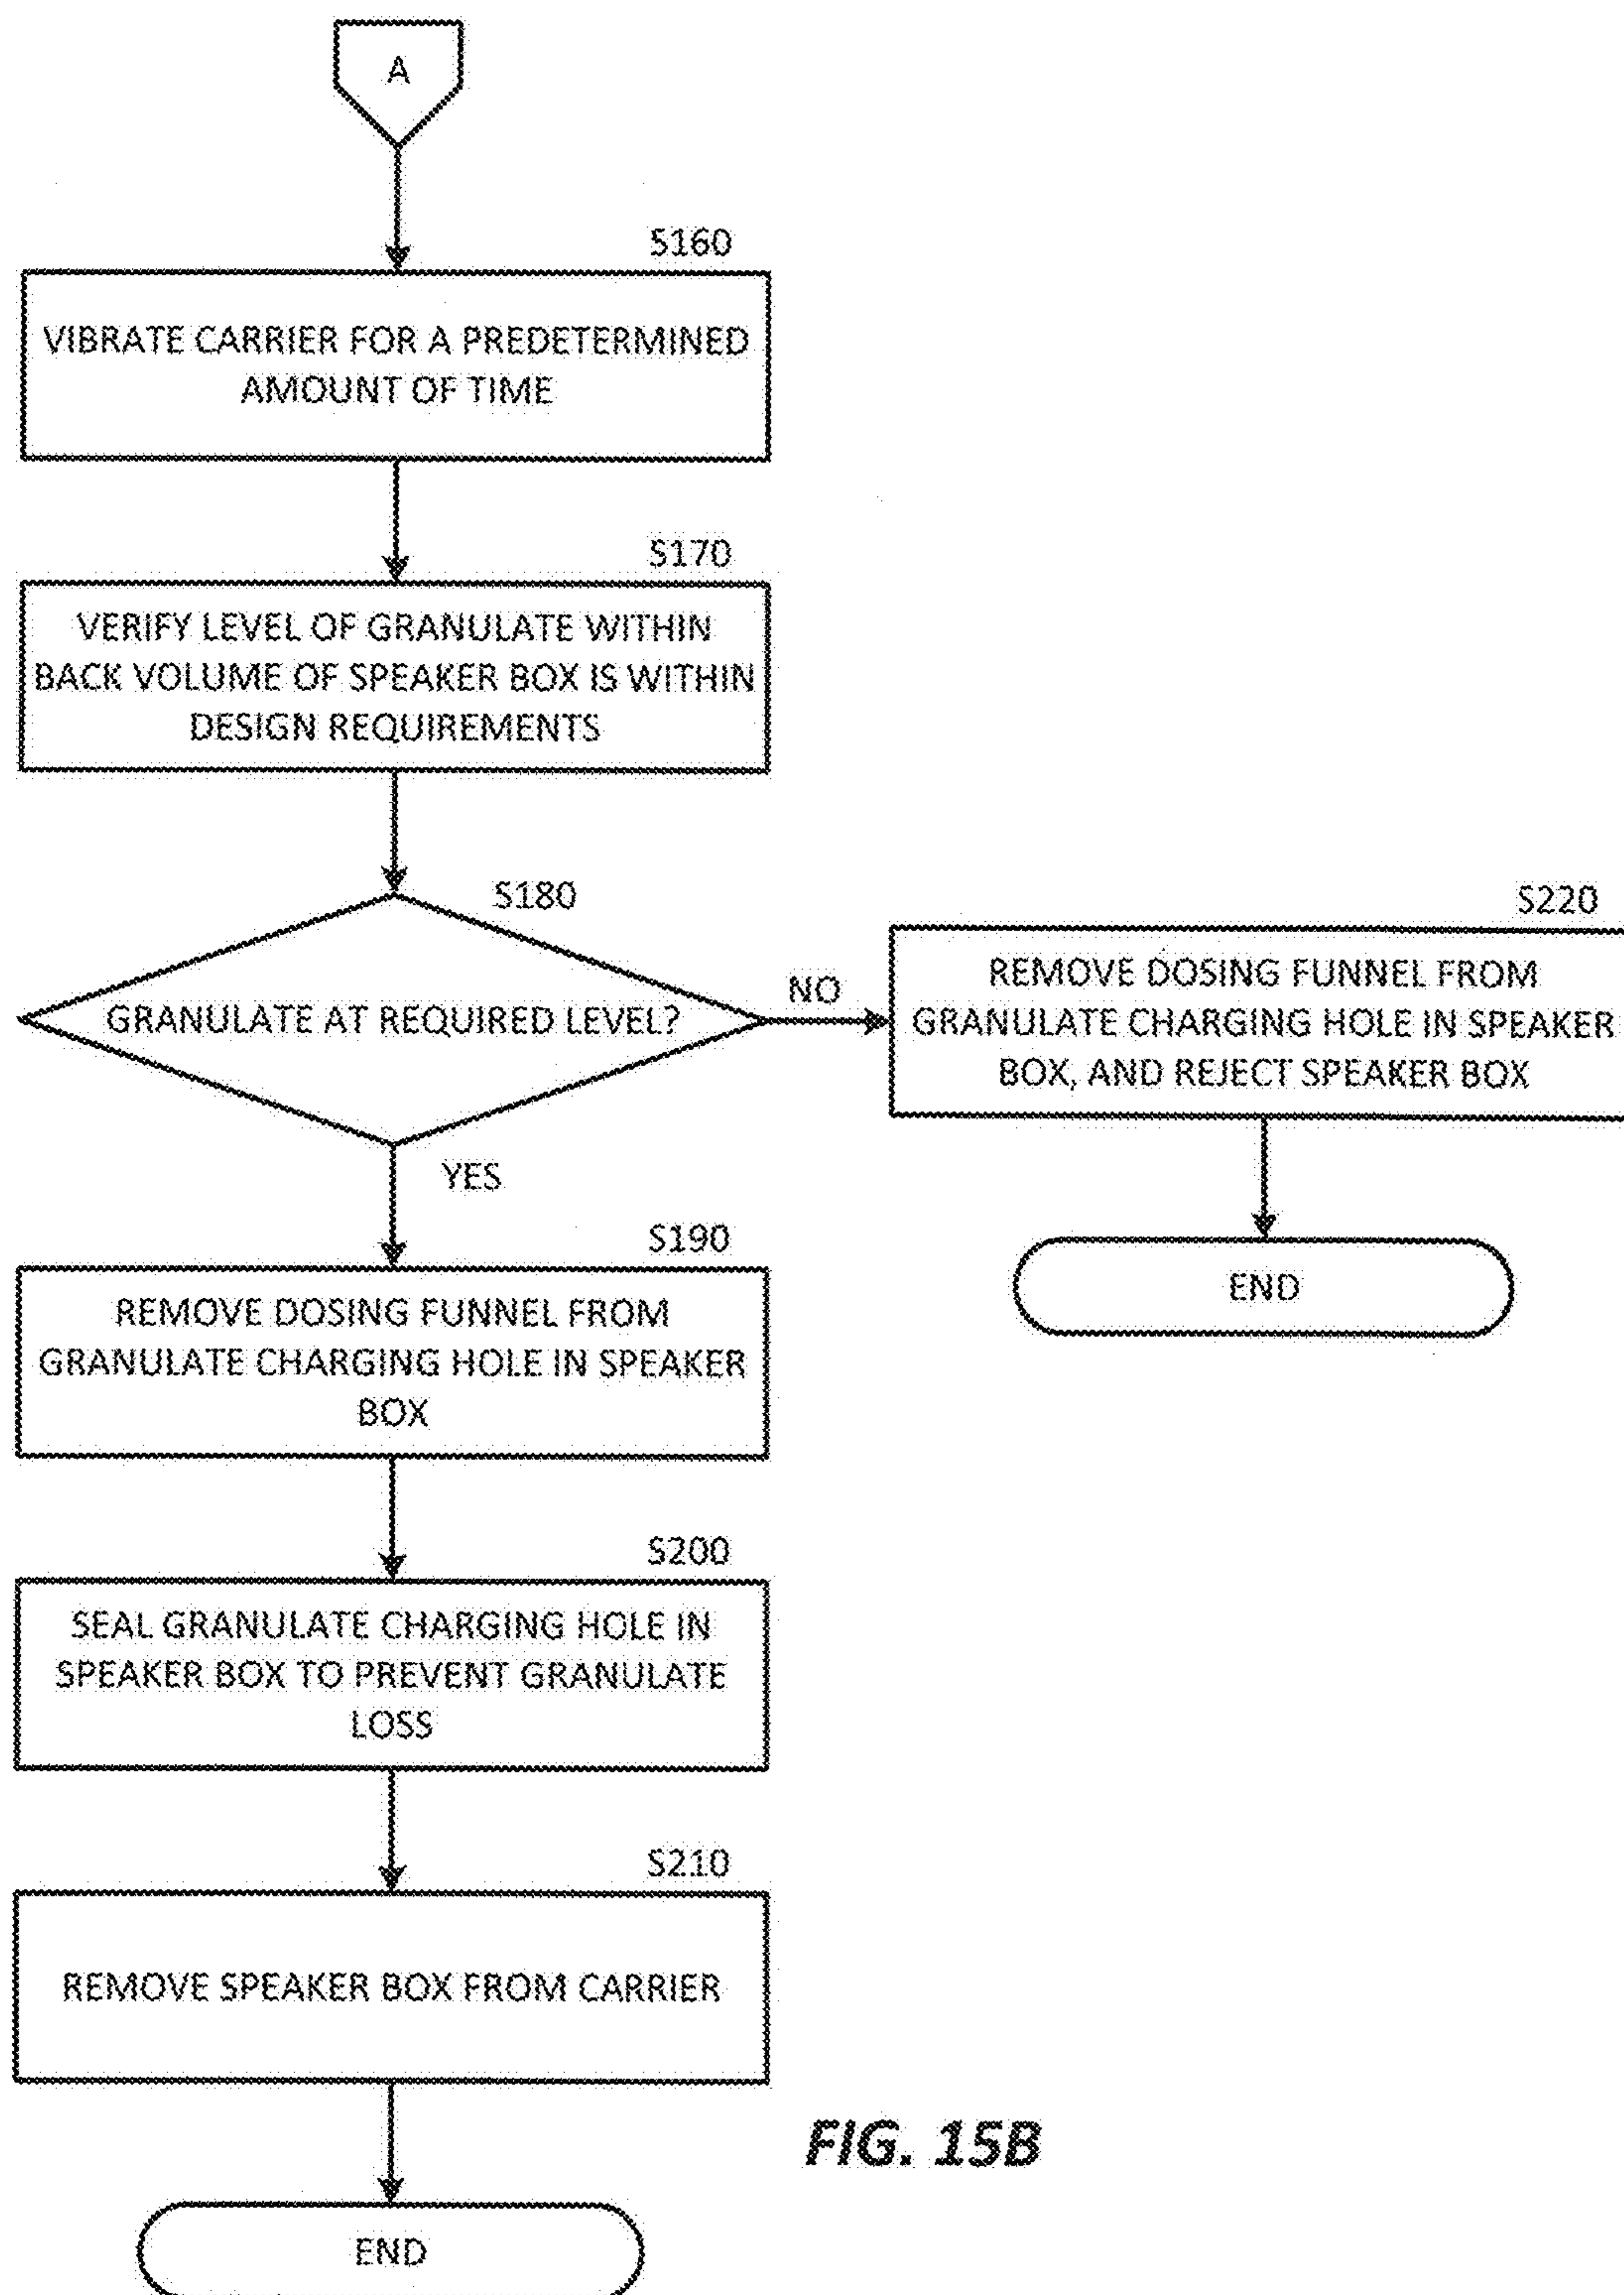 A
S160
VIBRATE CARRIER FOR A PREDETERMINED
AMOUNT OF TIME
S170
VERIFY LEVEL OF GRANULATE WITHIN
BACK VOLUME OF SPEAKER BOX IS WITHIN
DESIGN REQUIREMENTS
S180
GRANULATE AT REQUIRED LEVEL?
NO
S220
REMOVE DOSING FUNNEL FROM
GRANULATE CHARGING HOLE IN SPEAKER
BOX, AND REJECT SPEAKER BOX
END
YES
S190
REMOVE DOSING FUNNEL FROM
GRANULATE CHARGING HOLE IN SPEAKER
BOX
S200
SEAL GRANULATE CHARGING HOLE IN
SPEAKER BOX TO PREVENT GRANULATE
LOSS
S210
REMOVE SPEAKER BOX FROM CARRIER
END
FIG. 15B